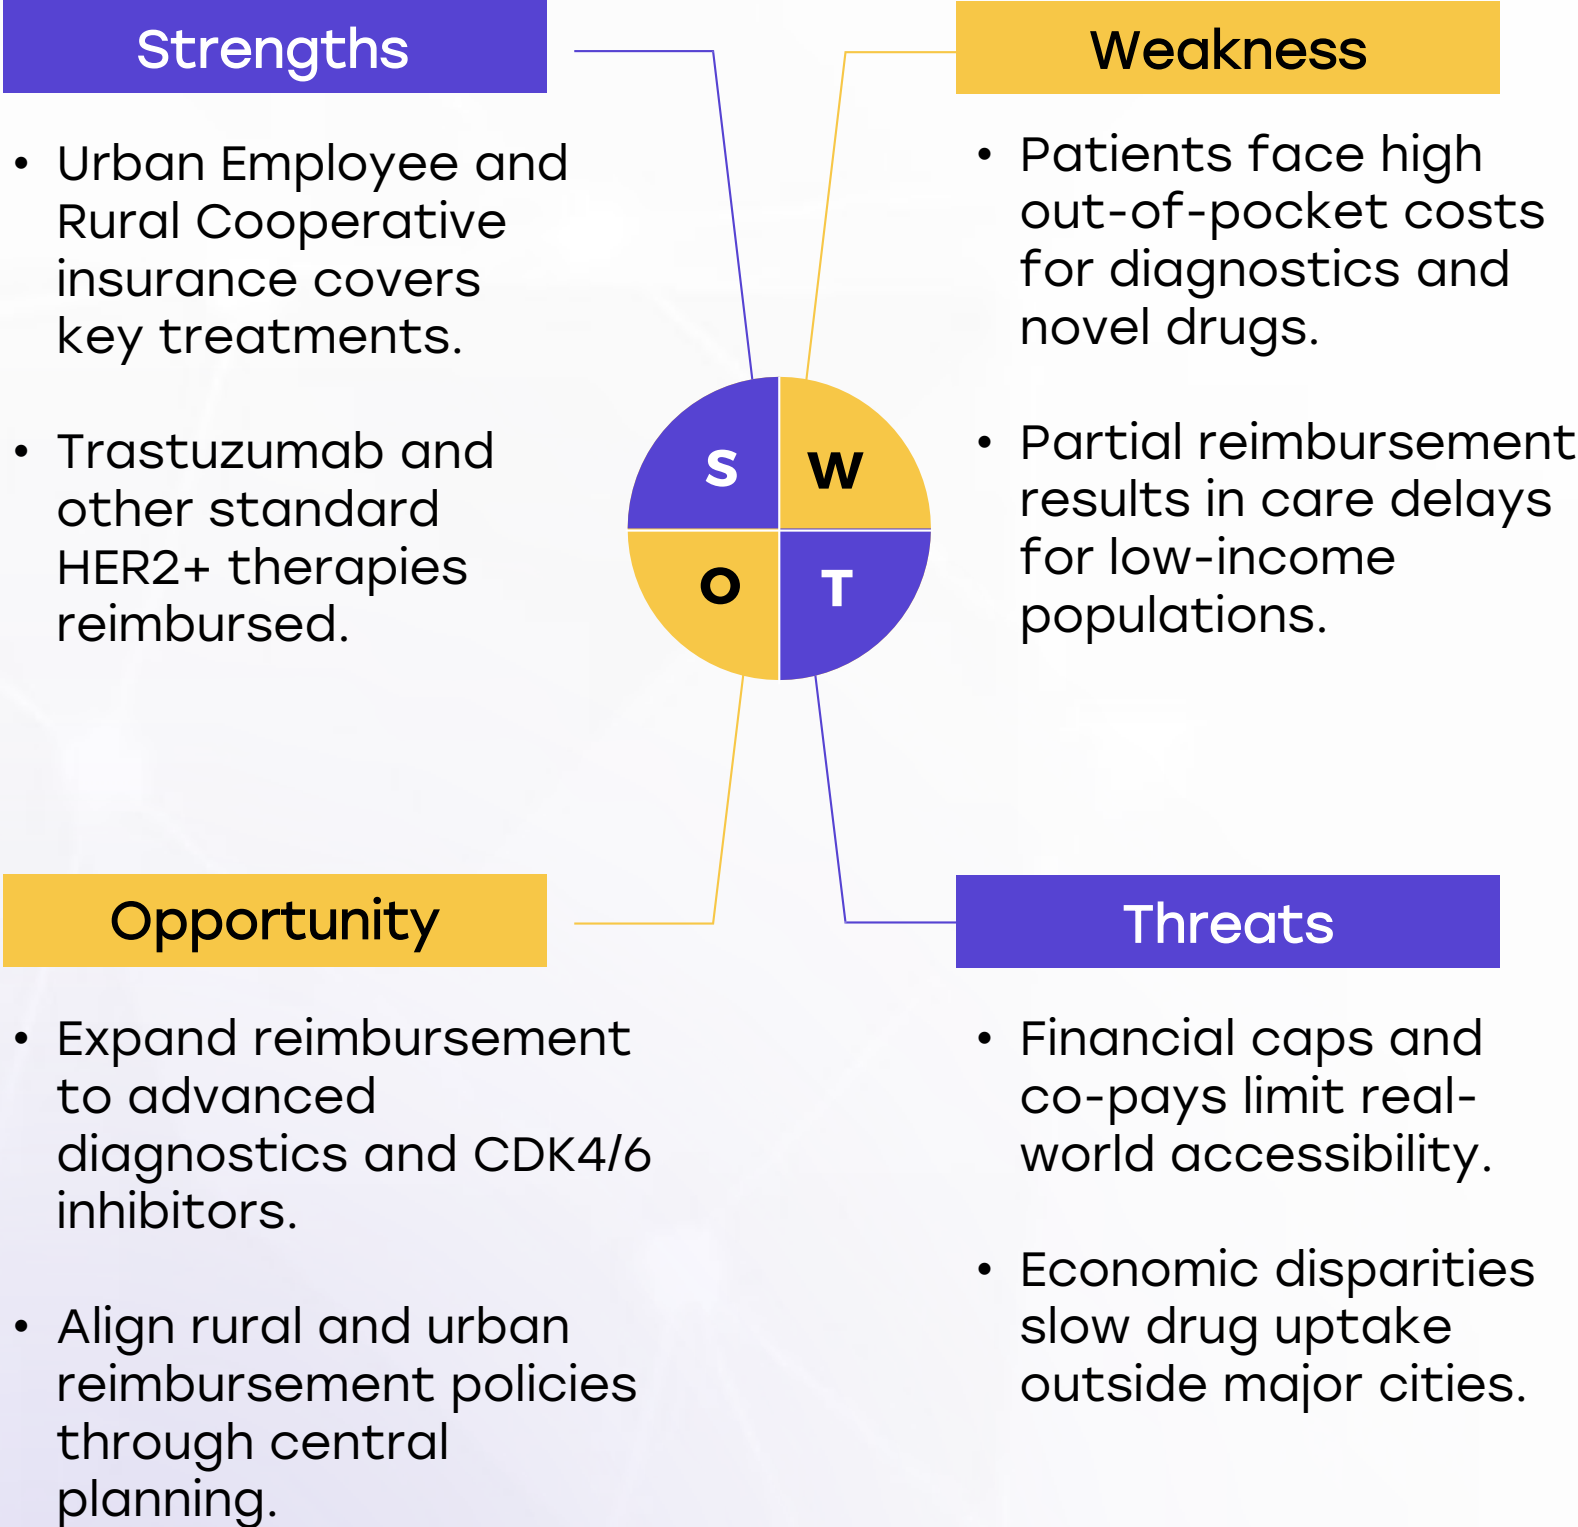 Strengths
• Urban Employee and
Rural Cooperative
insurance covers
key treatments.
• Trastuzumab and
other standard
HER2+ therapies
reimbursed.
Weakness
• Patients face high
out-of-pocket costs
for diagnostics and
novel drugs.
• Partial reimbursement
results in care delays
for low-income
populations.
S
W
O
T
Opportunity
• Expand reimbursement
to advanced
diagnostics and CDK4/6
inhibitors.
• Align rural and urban
reimbursement policies
through central
planning.
Threats
• Financial caps and
co-pays limit real-
world accessibility.
• Economic disparities
slow drug uptake
outside major cities.